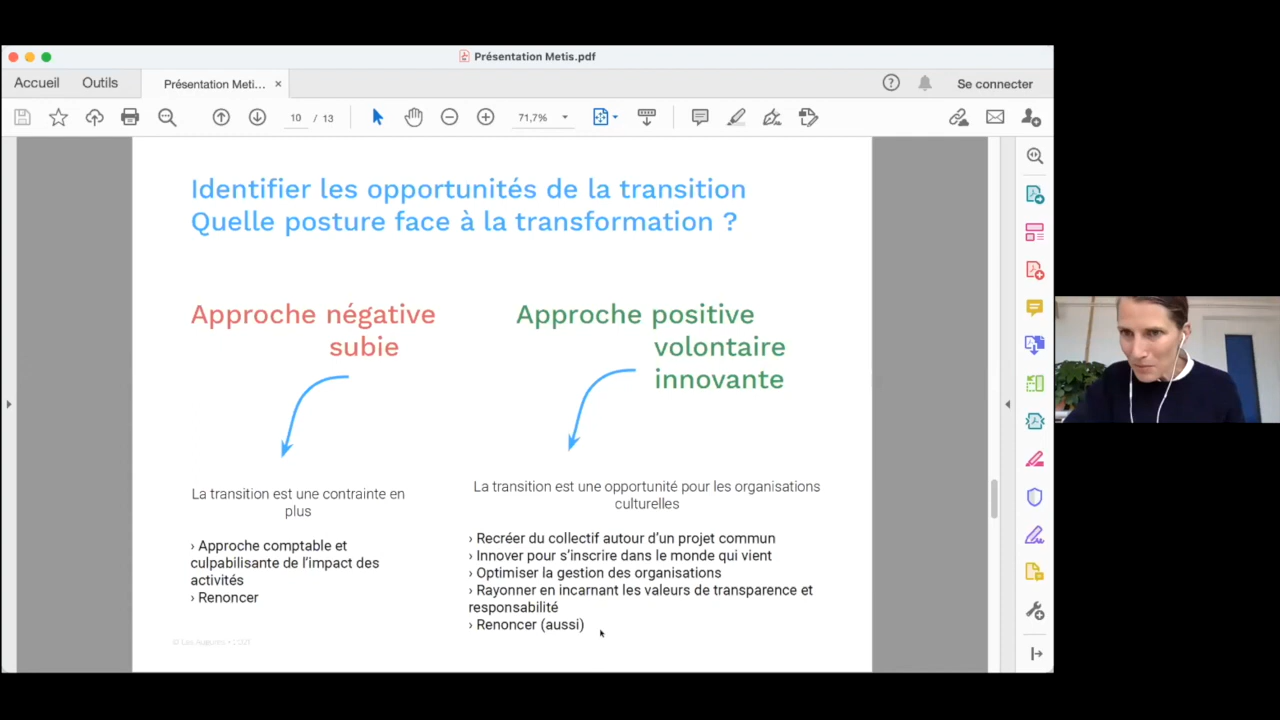 Présentation Metis.pdf
Accueil
Outils
Présentation Meti...
Se connecter
10 / 13
71,7%
Identifier les opportunités de la transition
Quelle posture face à la transformation ?
Approche négative
subie
Approche positive
volontaire
innovante
La transition est une contrainte en
plus
› Approche comptable et
culpabilisante de l'impact des
activités
› Renoncer
La transition est une opportunité pour les organisations
culturelles
› Recréer du collectif autour d'un projet commun
› Innover pour s'inscrire dans le monde qui vient
› Optimiser la gestion des organisations
› Rayonner en incarnant les valeurs de transparence et
responsabilité
› Renoncer (aussi)